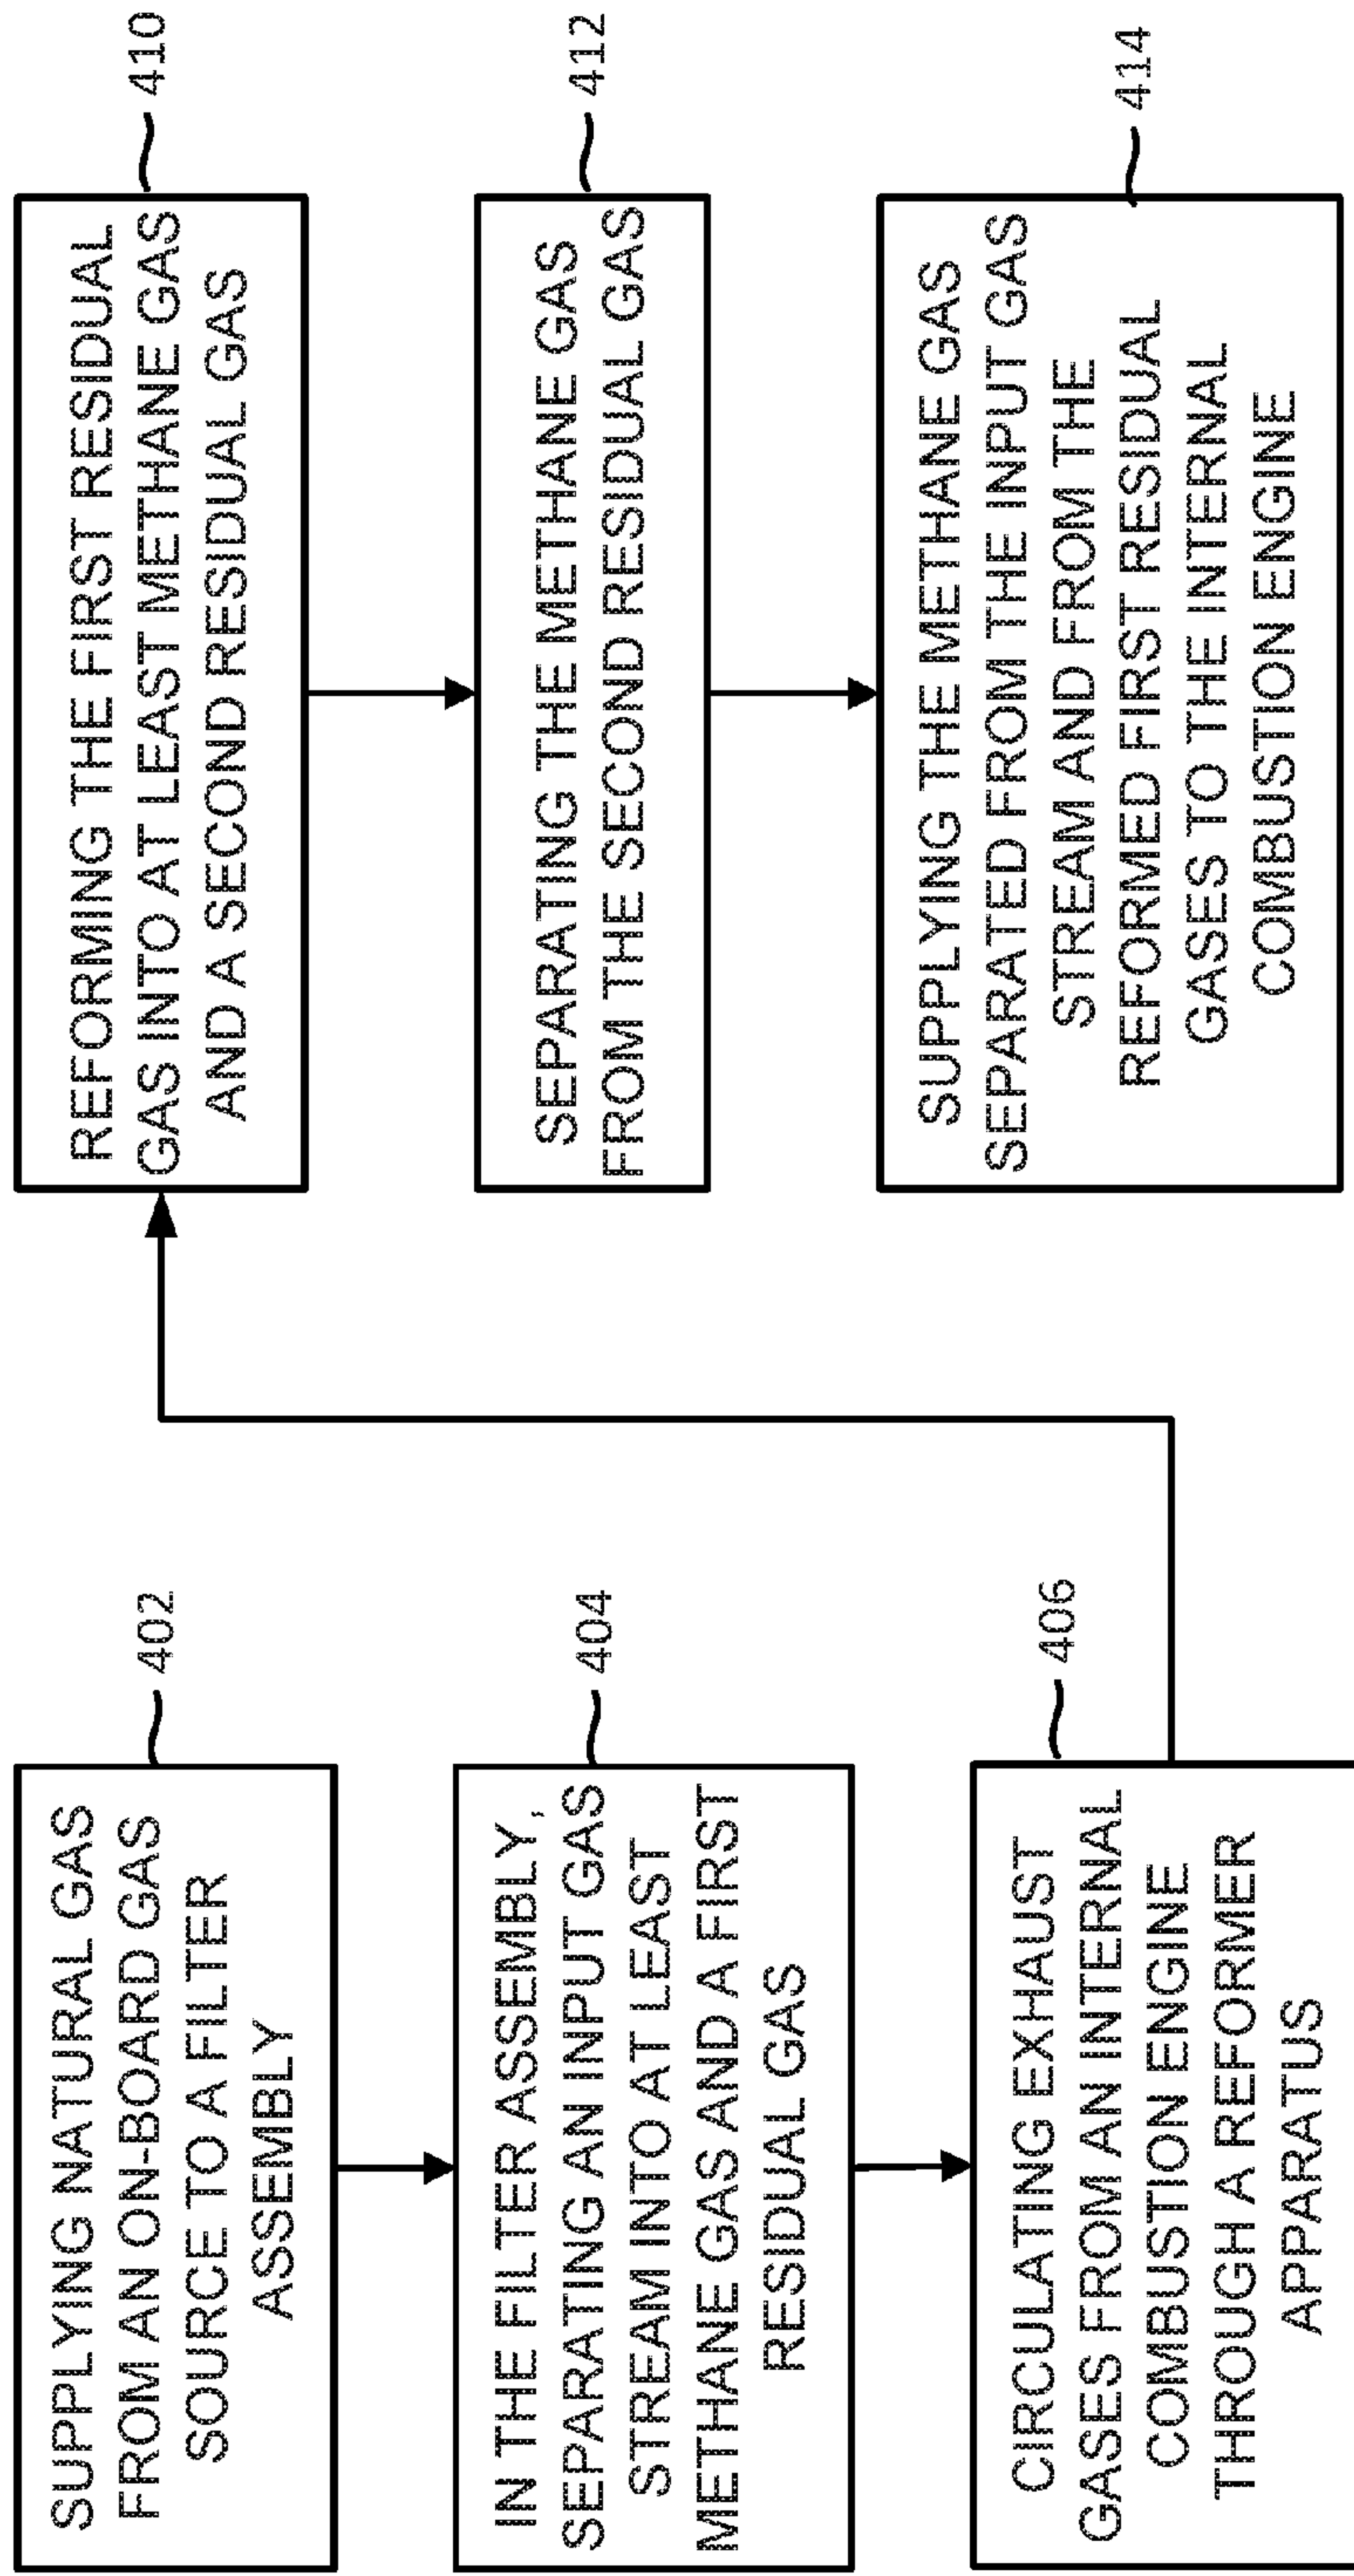 SUPPLYING NATURAL GAS
FROM AN ON-BOARD GAS
SOURCE TO A FILTER
ASSEMBLY
402
IN THE FILTER ASSEMBLY,
SEPARATING AN INPUT GAS
STREAM INTO AT LEAST
METHANE GAS AND A FIRST
RESIDUAL GAS
404
CIRCULATING EXHAUST
GASES FROM AN INTERNAL
COMBUSTION ENGINE
THROUGH A REFORMER
APPARATUS
406
REFORMING THE FIRST RESIDUAL
GAS INTO AT LEAST METHANE GAS
AND A SECOND RESIDUAL GAS
410
SEPARATING THE METHANE GAS
FROM THE SECOND RESIDUAL GAS
412
SUPPLYING THE METHANE GAS
SEPARATED FROM THE INPUT GAS
STREAM AND FROM THE
REFORMED FIRST RESIDUAL
GASES TO THE INTERNAL
COMBUSTION ENGINE
414